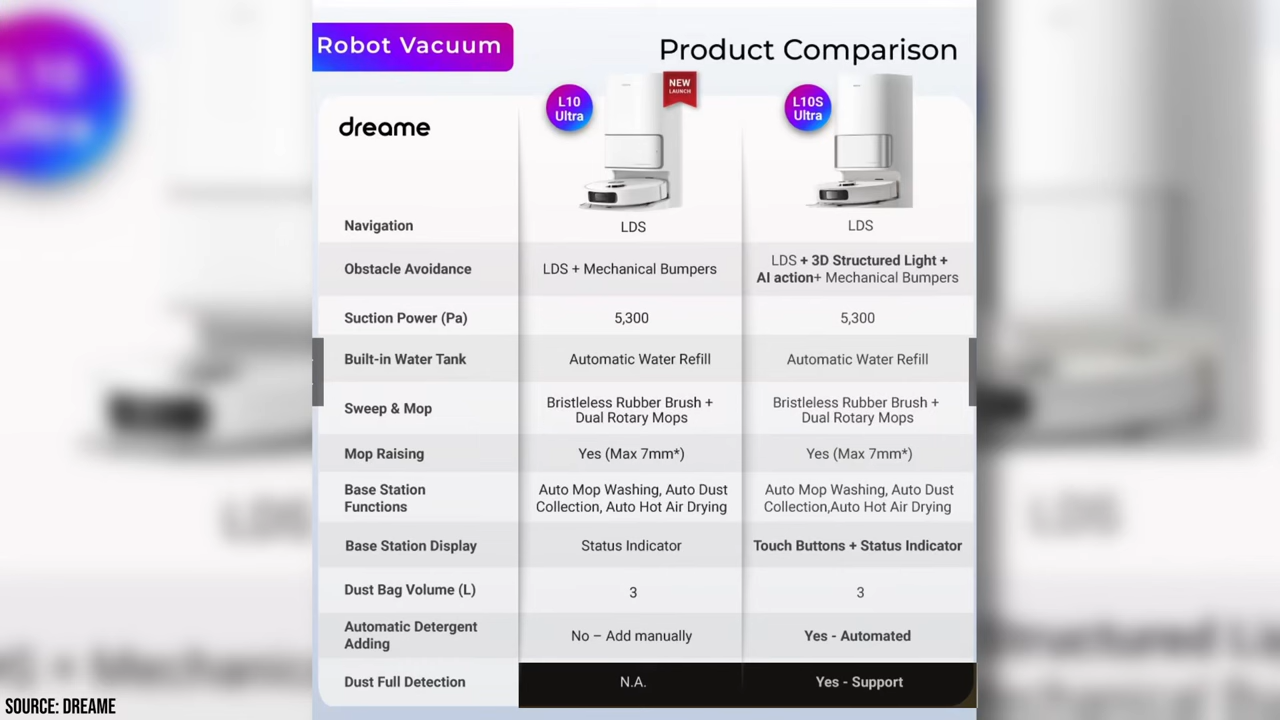 Robot Vacuum
Product Comparison
dreame
L10
Ultra
NEW
LAUNCH
L10S
Ultra
Navigation
LDS
LDS
Obstacle Avoidance
LDS + Mechanical Bumpers
LDS + 3D Structured Light +
AI action+ Mechanical Bumpers
Suction Power (Pa)
5,300
5,300
Built-in Water Tank
Automatic Water Refill
Automatic Water Refill
Sweep & Mop
Bristleless Rubber Brush +
Dual Rotary Mops
Bristleless Rubber Brush +
Dual Rotary Mops
Mop Raising
Yes (Max 7mm*)
Yes (Max 7mm*)
Base Station
Functions
Auto Mop Washing, Auto Dust
Collection, Auto Hot Air Drying
Auto Mop Washing, Auto Dust
Collection,Auto Hot Air Drying
Base Station Display
Status Indicator
Touch Buttons + Status Indicator
Dust Bag Volume (L)
3
3
Automatic Detergent
Adding
No – Add manually
Yes - Automated
Dust Full Detection
N.A.
Yes - Support
SOURCE: DREAME